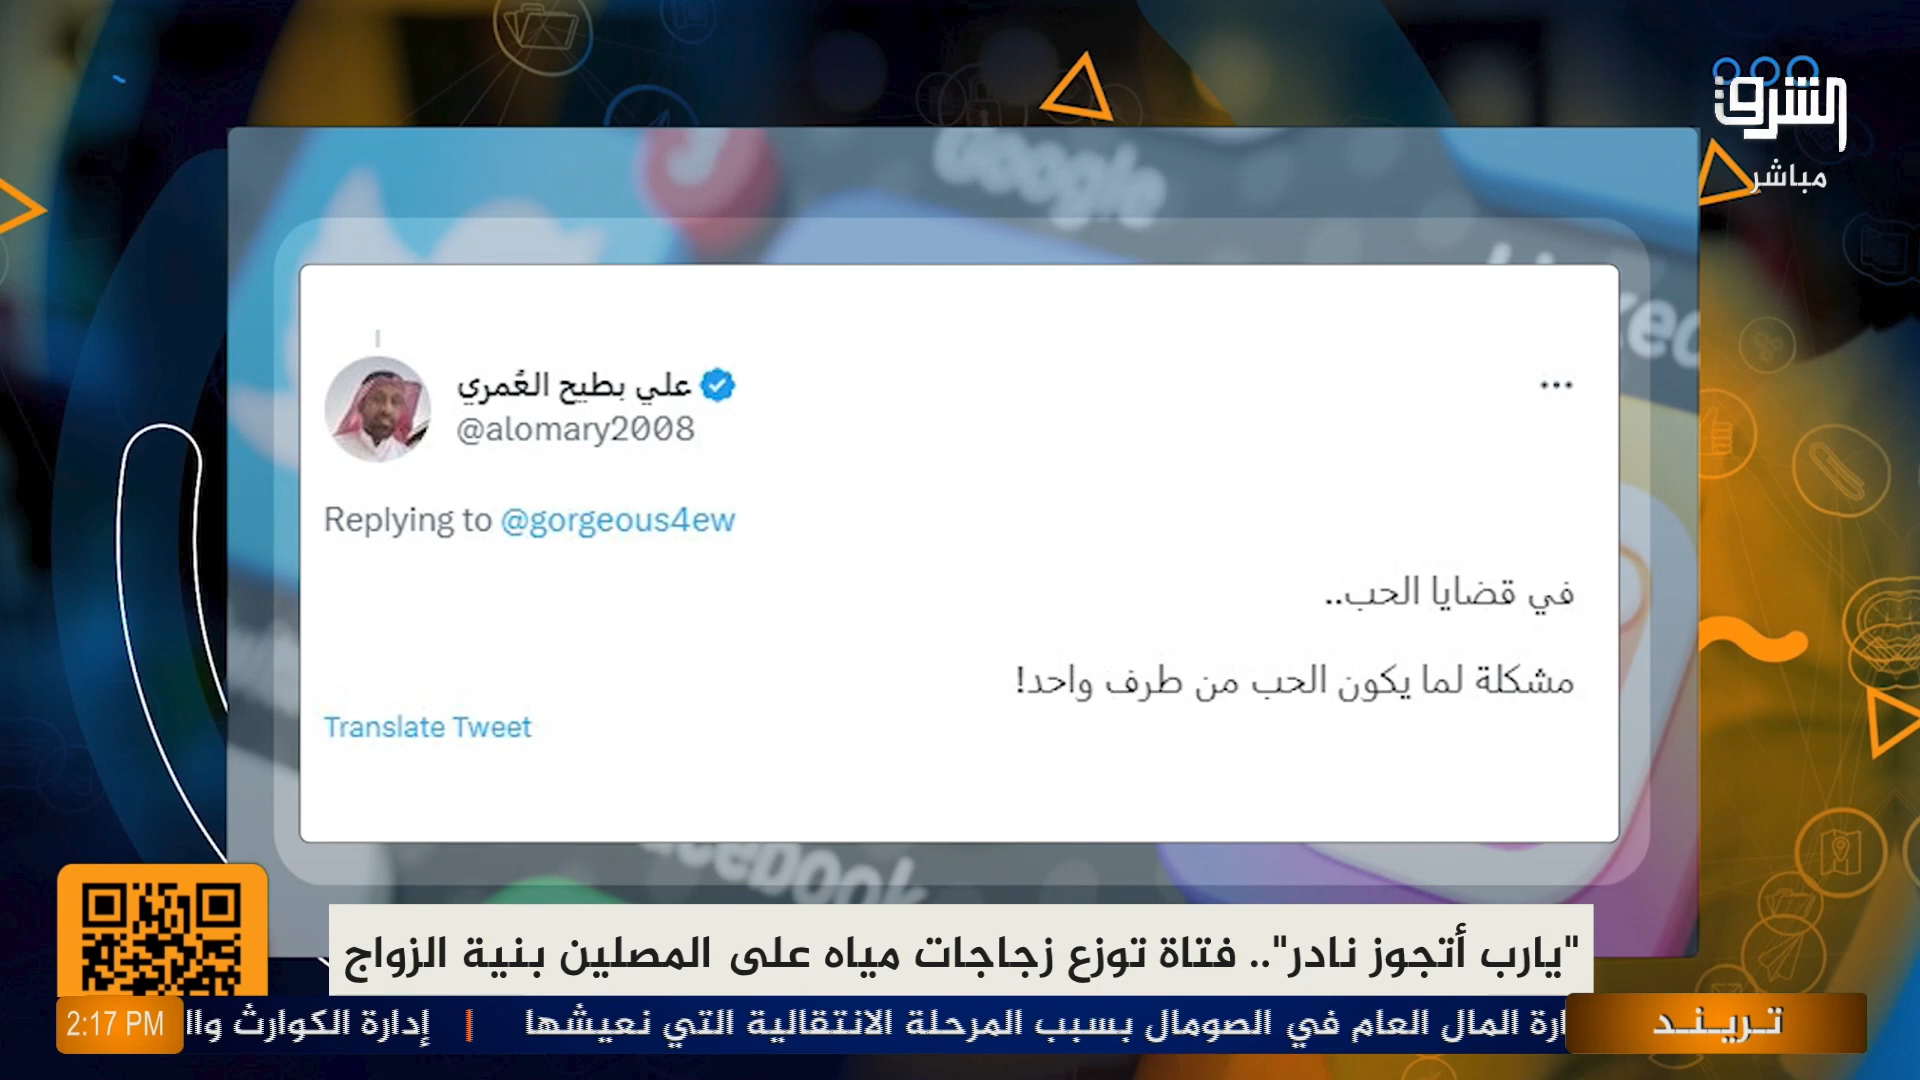 Google
الشرق
مباشر
علي بطيح العُمري
@alomary2008
Replying to @gorgeous4ew
في قضايا الحب..
مشكلة لما يكون الحب من طرف واحد!
Translate Tweet
"يارب أتجوز نادر".. فتاة توزع زجاجات مياه على المصلين بنية الزواج
تريند
المال العام في الصومال بسبب المرحلة الانتقالية التي نعيشها | إدارة الكوارث
2:17 PM